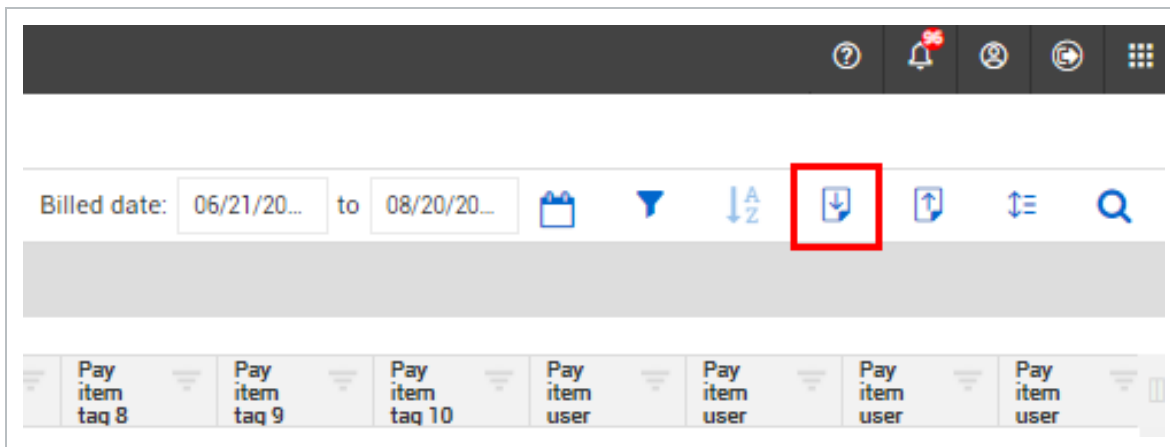 96
Billed date: 06/21/20... to 08/20/20...
A
Z
Pay item tag 8
Pay item tag 9
Pay item tag 10
Pay item user
Pay item user
Pay item user
Pay item user